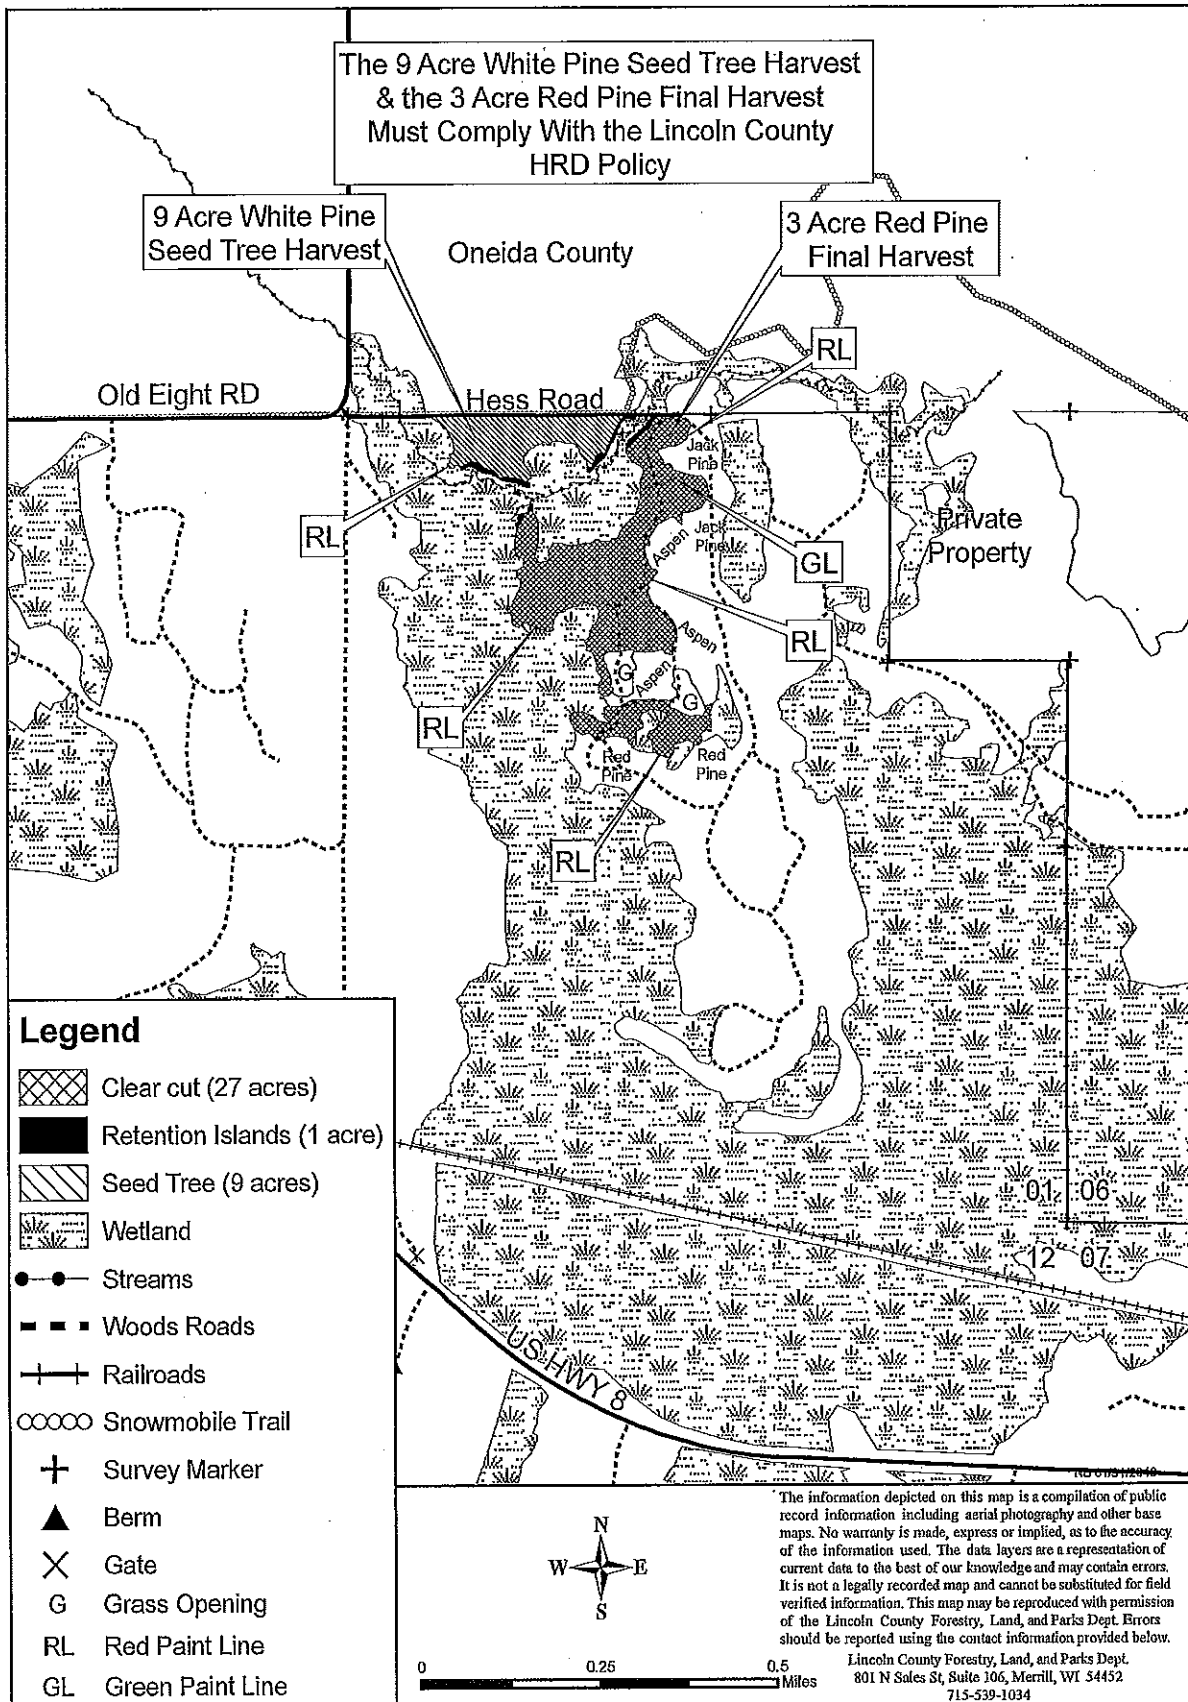 The 9 Acre White Pine Seed Tree Harvest
& the 3 Acre Red Pine Final Harvest
Must Comply With the Lincoln County
HRD Policy
9 Acre White Pine
Seed Tree Harvest
3 Acre Red Pine
Final Harvest
Oneida County
RL
Old Eight RD
Hess Road
Jack
Pine
RL
Jack
Pine
Aspen
GL
Private
Property
RL
Aspen
G
Aspen
G
RL
Red
Pine
Red
Pine
RL
01 06
12 07
US HWY 8
Legend
Clear cut (27 acres)
Retention Islands (1 acre)
Seed Tree (9 acres)
Wetland
Streams
Woods Roads
Railroads
Snowmobile Trail
Survey Marker
Berm
Gate
G Grass Opening
RL Red Paint Line
GL Green Paint Line
N
W E
S
0 0.25 0.5
Miles
The information depicted on this map is a compilation of public
record information including aerial photography and other base
maps. No warranty is made, express or implied, as to the accuracy
of the information used. The data layers are a representation of
current data to the best of our knowledge and may contain errors.
It is not a legally recorded map and cannot be substituted for field
verified information. This map may be reproduced with permission
of the Lincoln County Forestry, Land, and Parks Dept. Errors
should be reported using the contact information provided below.
Lincoln County Forestry, Land, and Parks Dept.
801 N Sales St, Suite 106, Merrill, WI 54452
715-539-1034